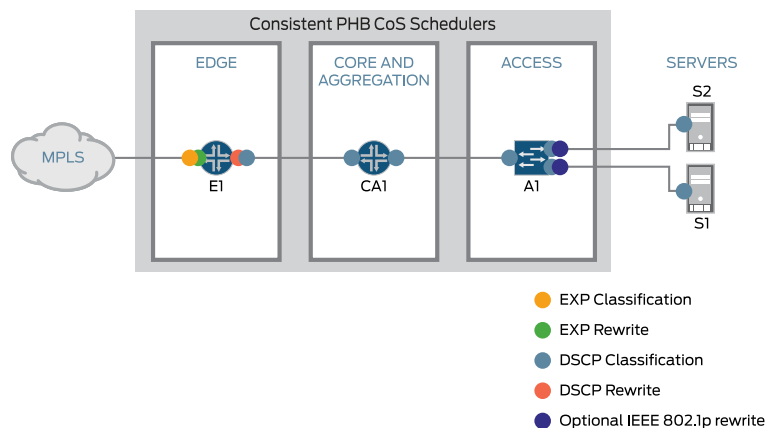 Consistent PHB CoS Schedulers
EDGE
CORE AND
AGGREGATION
ACCESS
SERVERS
S2
MPLS
E1
CA1
A1
S1
EXP Classification
EXP Rewrite
DSCP Classification
DSCP Rewrite
Optional IEEE 802.1p rewrite